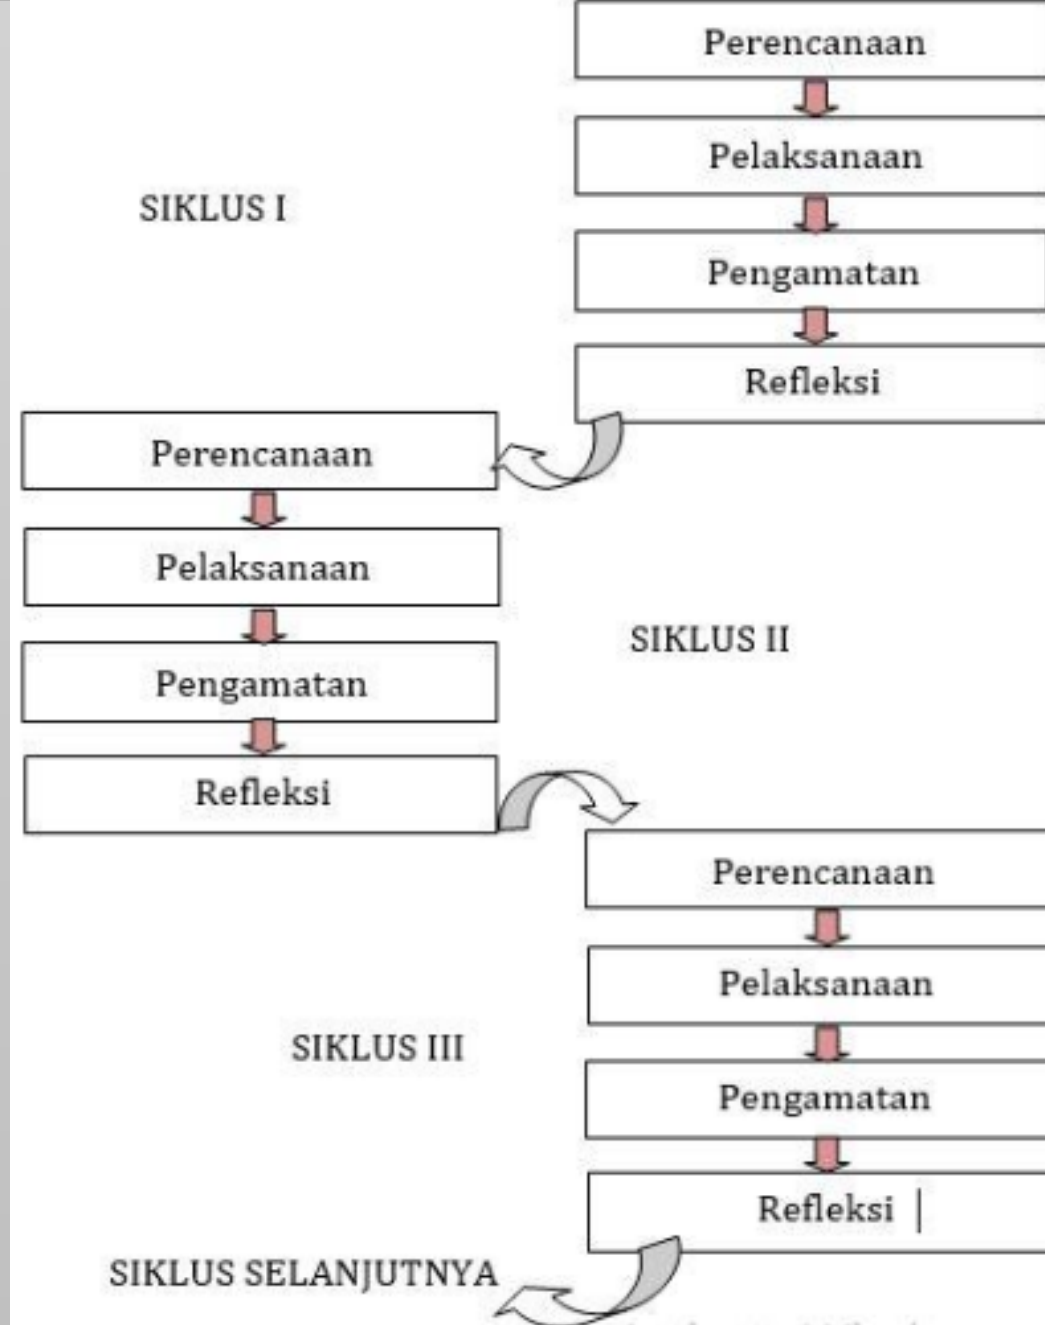 Perencanaan
Pelaksanaan
SIKLUS I
Pengamatan
Refleksi
Perencanaan
Pelaksanaan
SIKLUS II
Pengamatan
Refleksi
Perencanaan
Pelaksanaan
SIKLUS III
Pengamatan
Refleksi
SIKLUS SELANJUTNYA